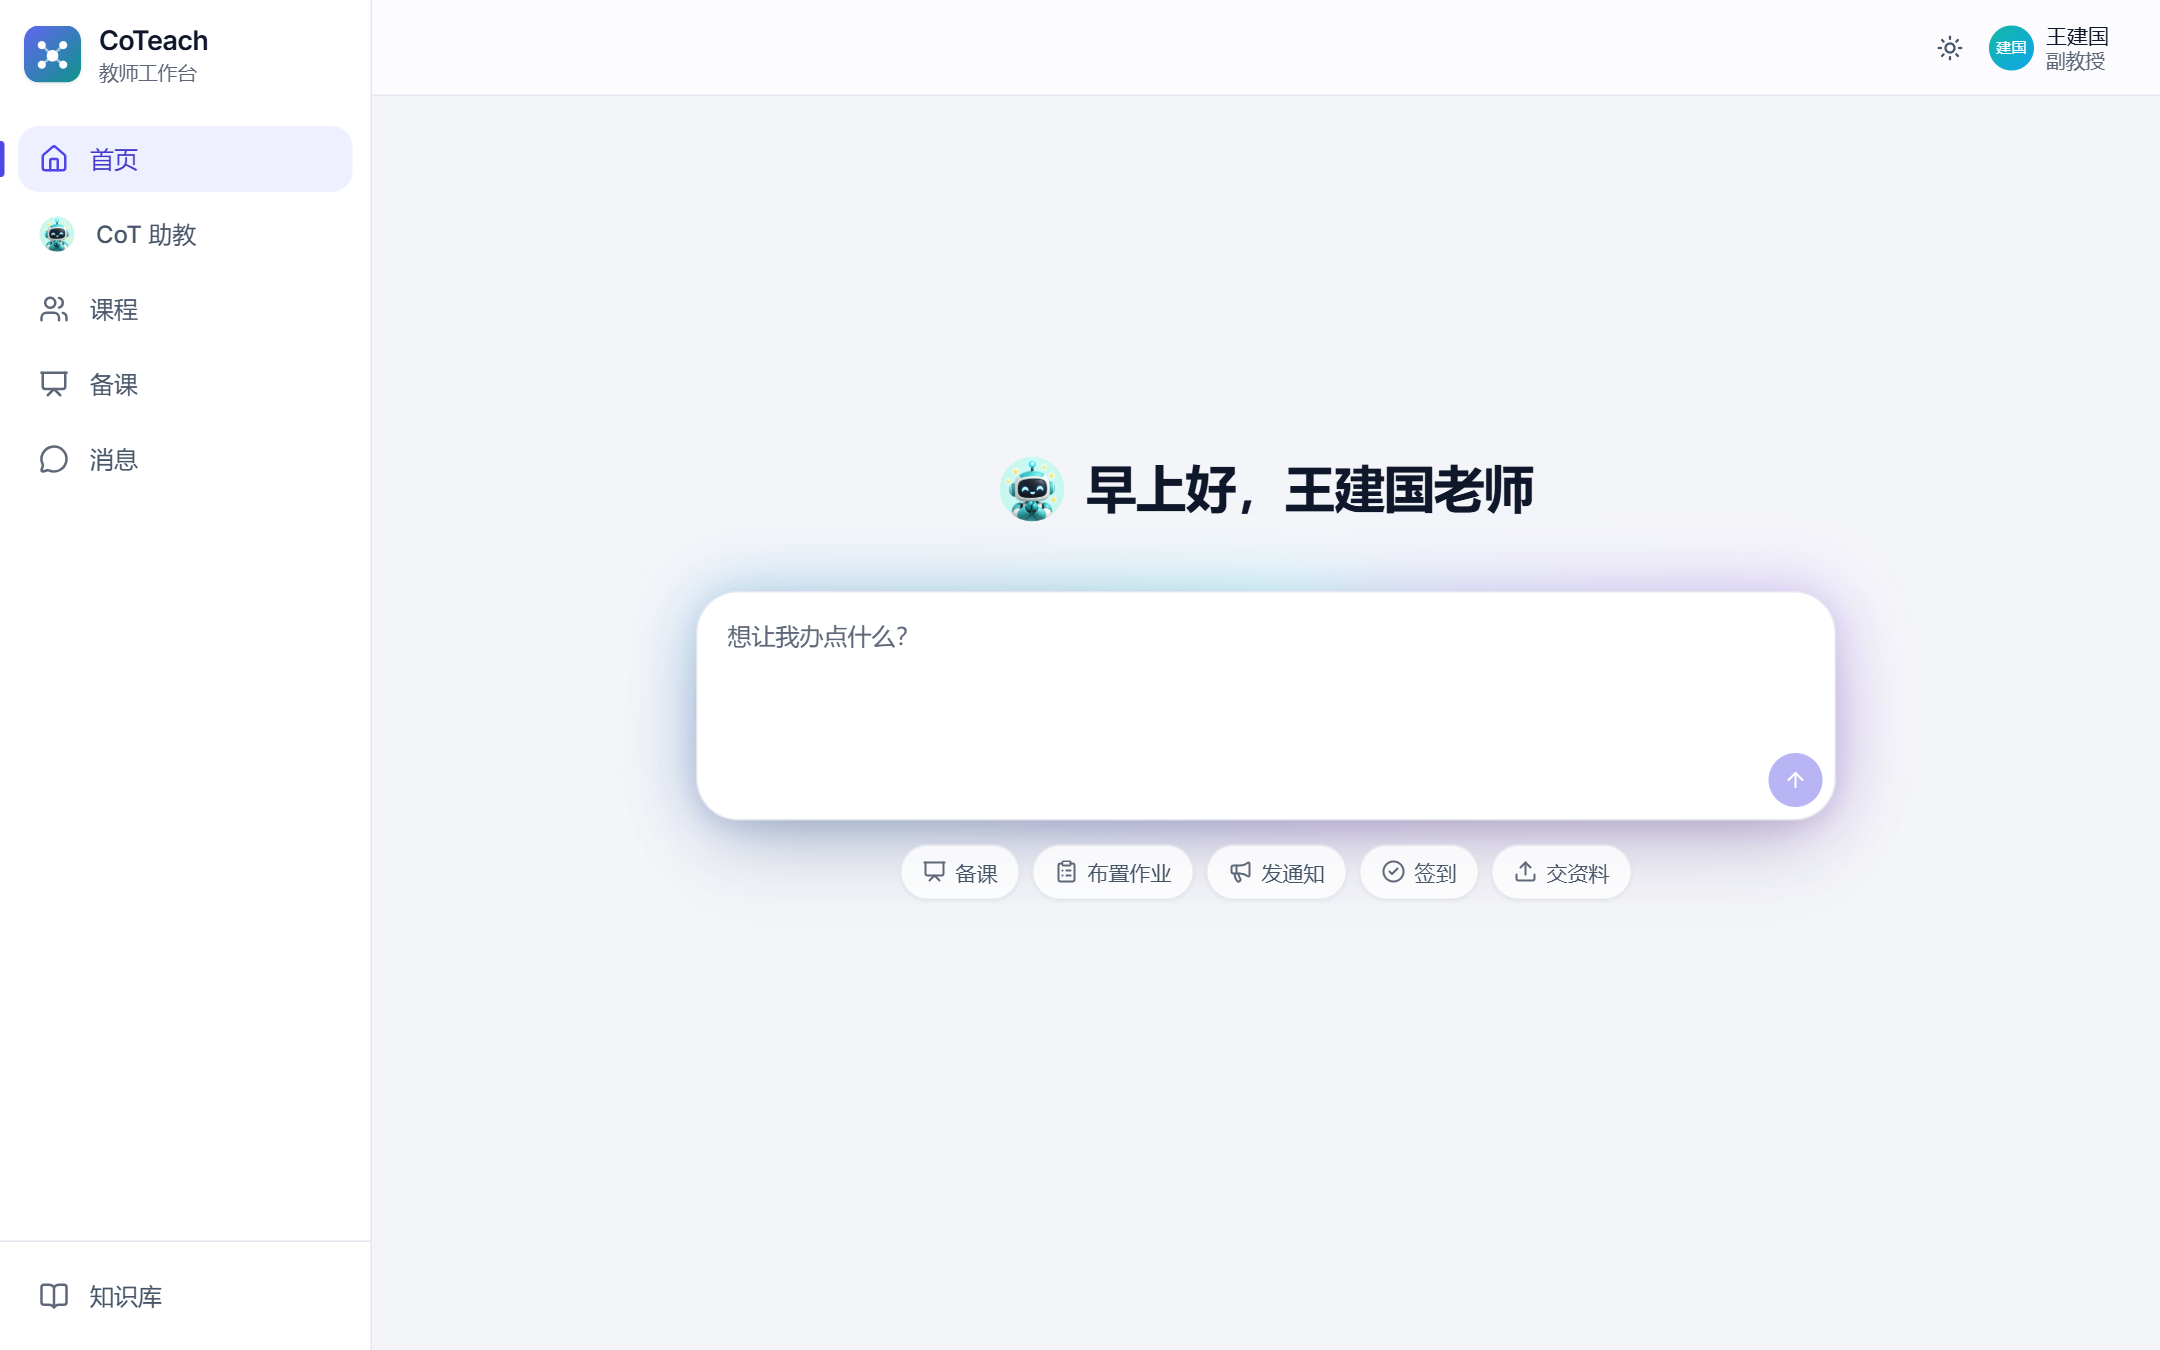 CoTeach
教师工作台
首页
CoT 助教
课程
备课
消息
知识库
建国
王建国
副教授
早上好，王建国老师
想让我办点什么？
备课
布置作业
发通知
签到
交资料